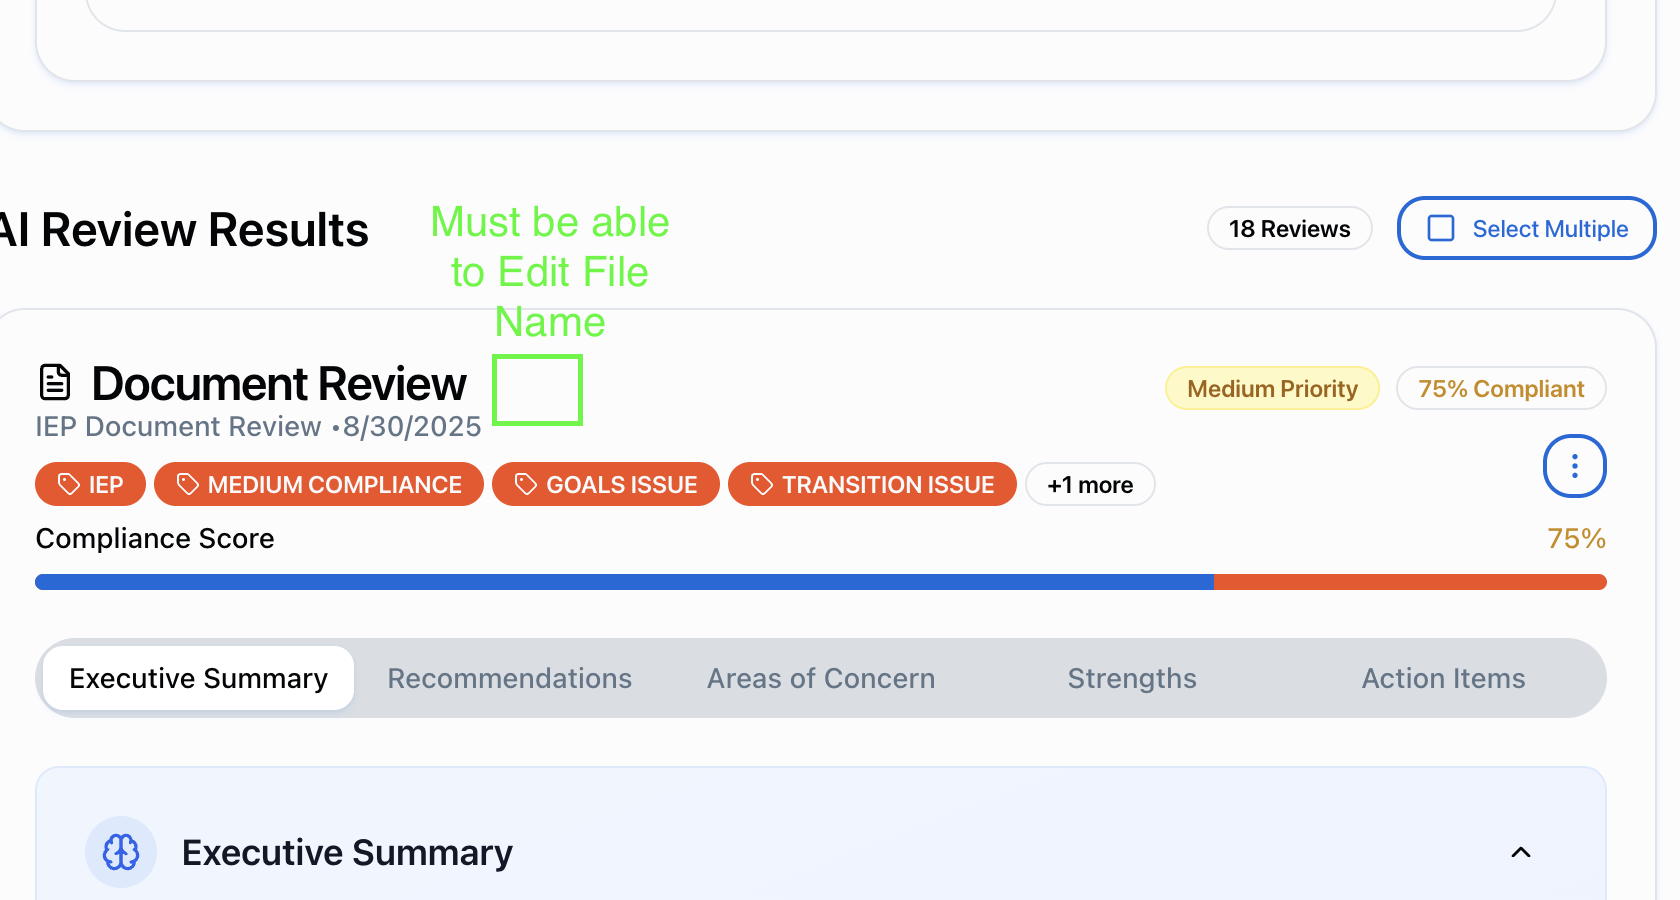 AI Review Results
Must be able
to Edit File
Name
18 Reviews
Select Multiple
Document Review
Medium Priority
75% Compliant
IEP Document Review •8/30/2025
IEP
MEDIUM COMPLIANCE
GOALS ISSUE
TRANSITION ISSUE
+1 more
Compliance Score
75%
Executive Summary
Recommendations
Areas of Concern
Strengths
Action Items
Executive Summary